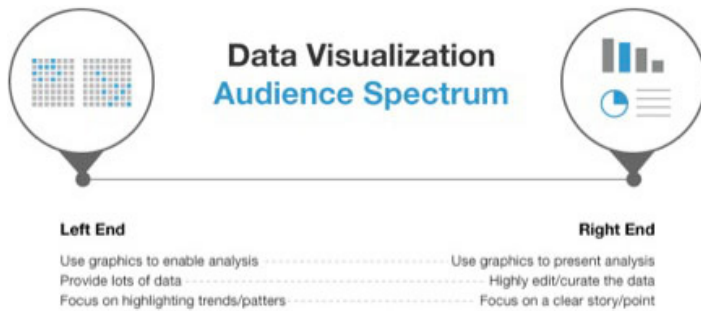 Data Visualization
Audience Spectrum
Left End Right End
Use graphics to enable analysis Use graphics to present analysis
Provide lots of data Highly edit/curate the data
Focus on highlighting trends/patters Focus on a clear story/point